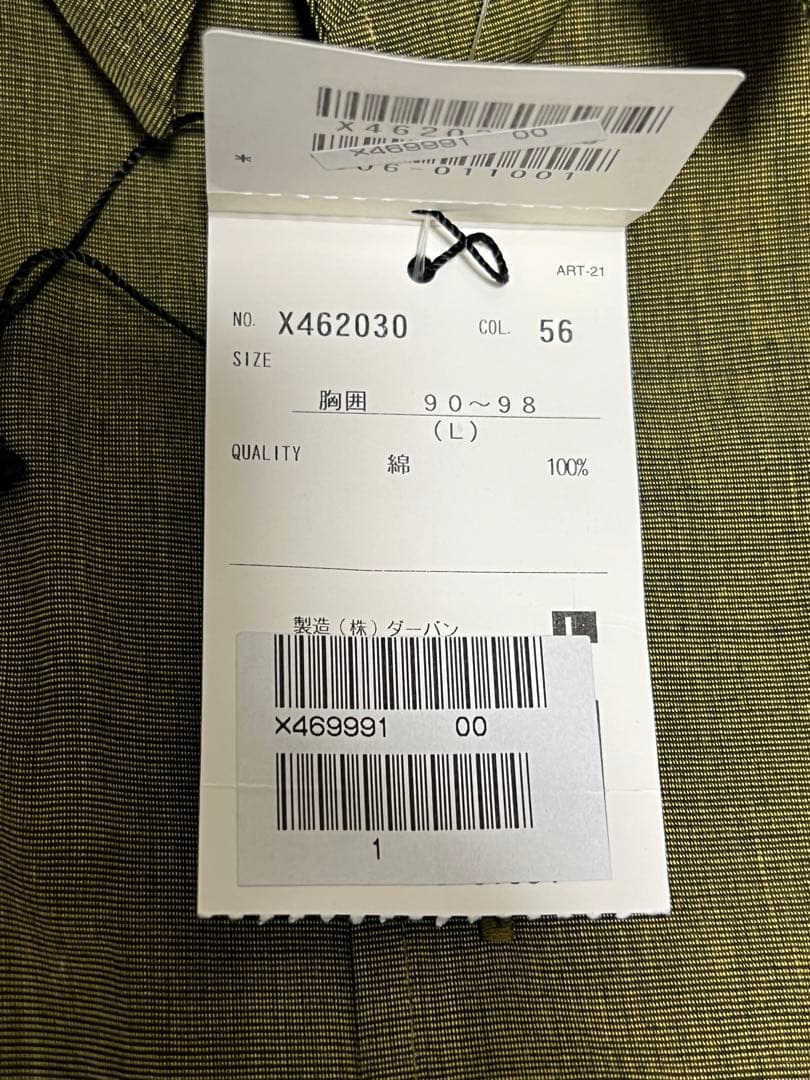 X4620 00
X469991
*
06-011001
ART-21
NO. X462030 COL. 56
SIZE
胸囲 90〜98
(L)
QUALITY
綿 100%
製造(株)ダーバン
L
X469991 00
1